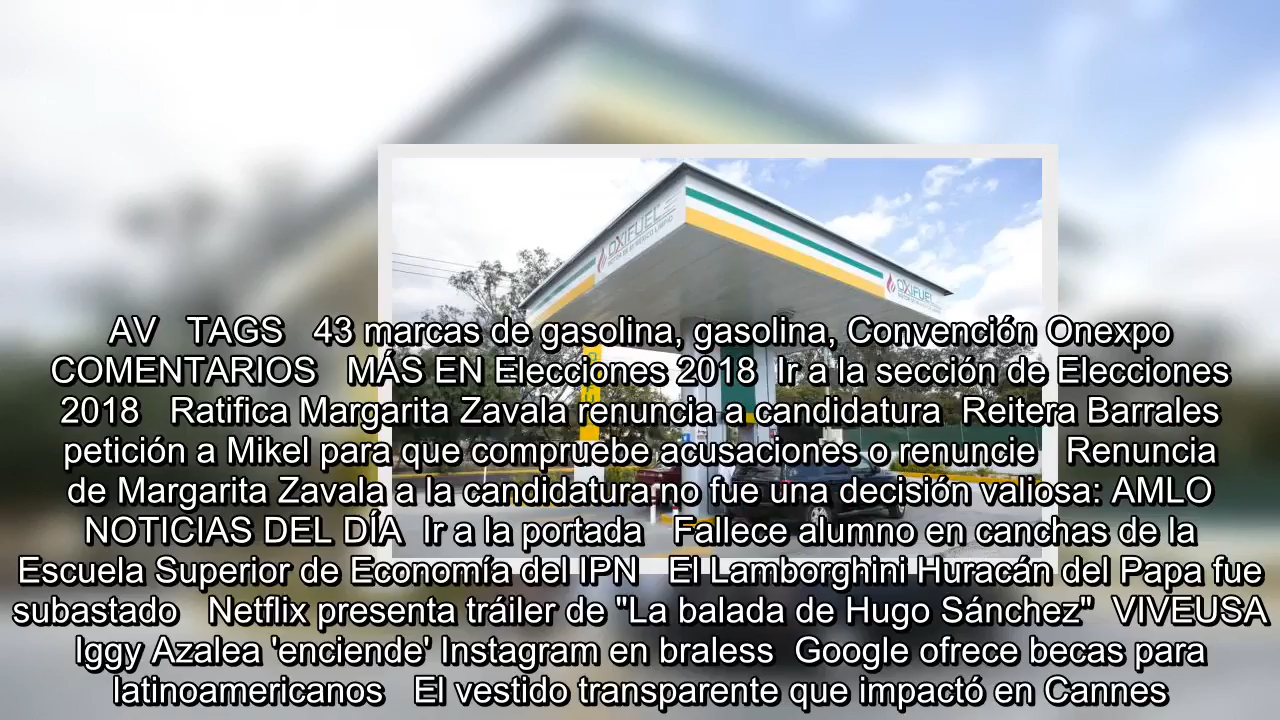 OXIFUEL
OXIFUEL
AV TAGS 43 marcas de gasolina, gasolina, Convención Onexpo
COMENTARIOS MÁS EN Elecciones 2018 Ir a la sección de Elecciones
2018 Ratifica Margarita Zavala renuncia a candidatura Reitera Barrales
petición a Mikel para que compruebe acusaciones o renuncie Renuncia
de Margarita Zavala a la candidatura no fue una decisión valiosa: AMLO
NOTICIAS DEL DÍA Ir a la portada Fallece alumno en canchas de la
Escuela Superior de Economía del IPN El Lamborghini Huracán del Papa fue
subastado Netflix presenta tráiler de "La balada de Hugo Sánchez" VIVEUSA
Iggy Azalea 'enciende' Instagram en braless Google ofrece becas para
latinoamericanos El vestido transparente que impactó en Cannes